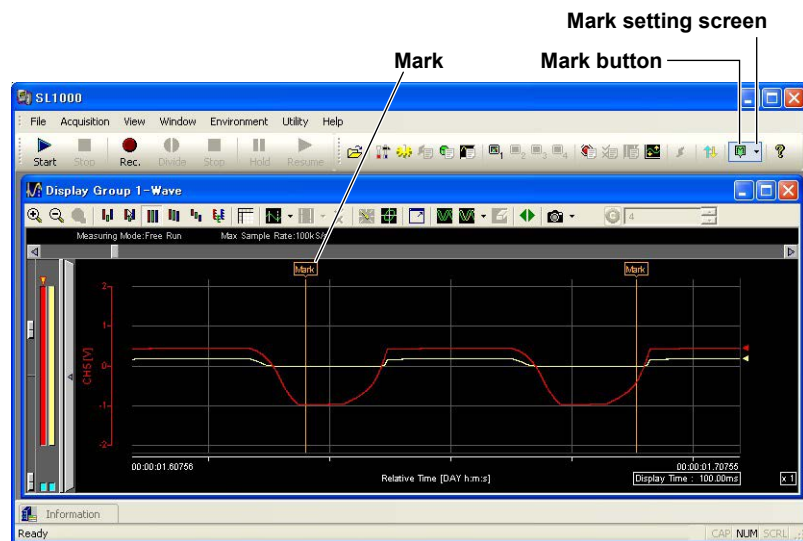 Mark setting screen
Mark Mark button
SL1000
File Acquisition View Window Environment Utility Help
Start Stop Rec. Divide Stop Hold Resume
Display Group 1-Wave
4
Measuring Mode:Free Run Max Sample Rate:100kS/s
Mark Mark
2
1
CH5 [V]
0
-1
-2
00:00:01.60756 00:00:01.70755
Relative Time [DAY h:m:s] Display Time : 100.00ms x 1
Information
Ready CAP NUM SCRL